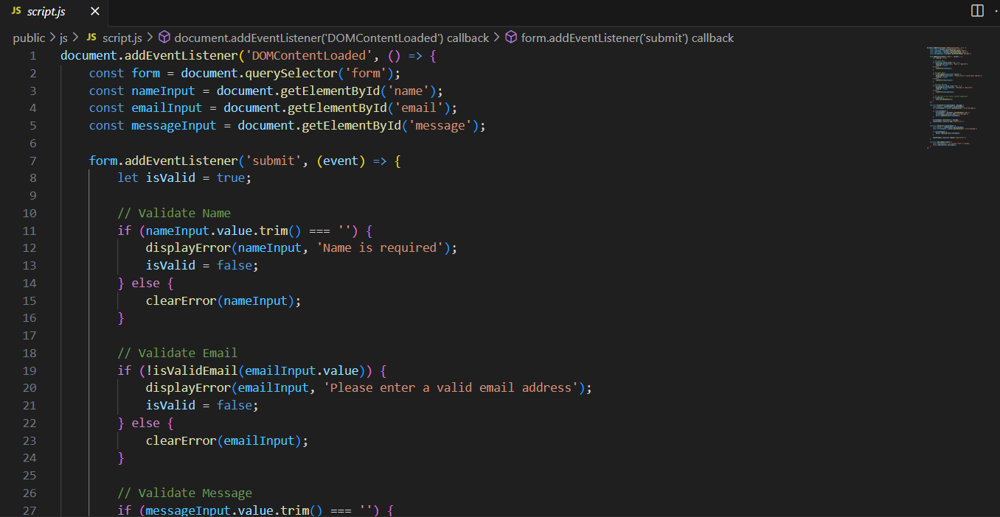 JS script.js ×
public > js > JS script.js > document.addEventListener('DOMContentLoaded') callback > form.addEventListener('submit') callback
1 document.addEventListener('DOMContentLoaded', () => {
2     const form = document.querySelector('form');
3     const nameInput = document.getElementById('name');
4     const emailInput = document.getElementById('email');
5     const messageInput = document.getElementById('message');
6
7     form.addEventListener('submit', (event) => {
8         let isValid = true;
9
10         // Validate Name
11         if (nameInput.value.trim() === '') {
12             displayError(nameInput, 'Name is required');
13             isValid = false;
14         } else {
15             clearError(nameInput);
16         }
17
18         // Validate Email
19         if (!isValidEmail(emailInput.value)) {
20             displayError(emailInput, 'Please enter a valid email address');
21             isValid = false;
22         } else {
23             clearError(emailInput);
24         }
25
26         // Validate Message
27         if (messageInput.value.trim() === '') {